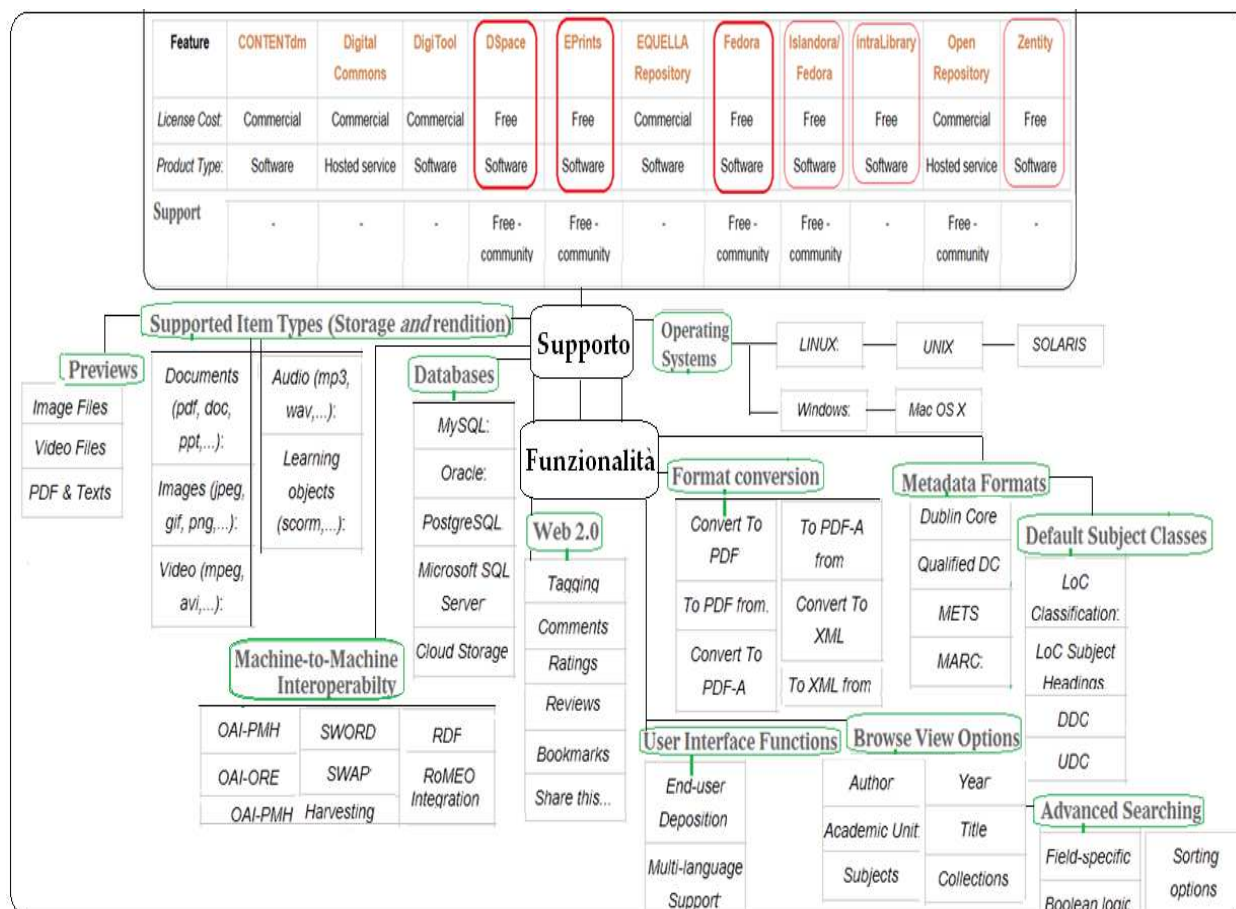 Feature CONTENTdm Digital Commons DigiTool DSpace EPrints EQUELLA Repository Fedora Islandora/ Fedora IntraLibrary Open Repository Zentity
License Cost: Commercial Commercial Commercial Free Free Commercial Free Free Free Commercial Free
Product Type: Software Hosted service Software Software Software Software Software Software Software Hosted service Software
Support - - - Free - community Free - community - Free - community Free - community - Free - community -
Supported Item Types (Storage and rendition)
Supporto
Operating
Systems
LINUX:
UNIX
SOLARIS
Windows:
Mac OS X
Previews
Image Files
Video Files
PDF & Texts
Documents
(pdf, doc,
ppt,...):
Images (jpeg,
gif, png,...):
Video (mpeg,
avi,...):
Audio (mp3,
wav,...):
Learning
objects
(scorm,...):
Databases
MySQL:
Oracle:
PostgreSQL
Microsoft SQL
Server
Cloud Storage
Funzionalità
Machine-to-Machine
Interoperabilty
OAI-PMH
SWORD
RDF
OAI-ORE
SWAP
RoMEO
Integration
OAI-PMH Harvesting
Web 2.0
Tagging
Comments
Ratings
Reviews
Bookmarks
Share this...
Format conversion
Convert To
PDF
To PDF from.
Convert To
PDF-A
To PDF-A
from
Convert To
XML
To XML from
Metadata Formats
Dublin Core
Qualified DC
METS
MARC:
Default Subject Classes
LoC
Classification:
LoC Subject
Headings
DDC
UDC
User Interface Functions
End-user
Deposition
Multi-language
Support
Browse View Options
Author
Academic Unit
Subjects
Year
Title
Collections
Advanced Searching
Field-specific
Boolean logic
Sorting
options